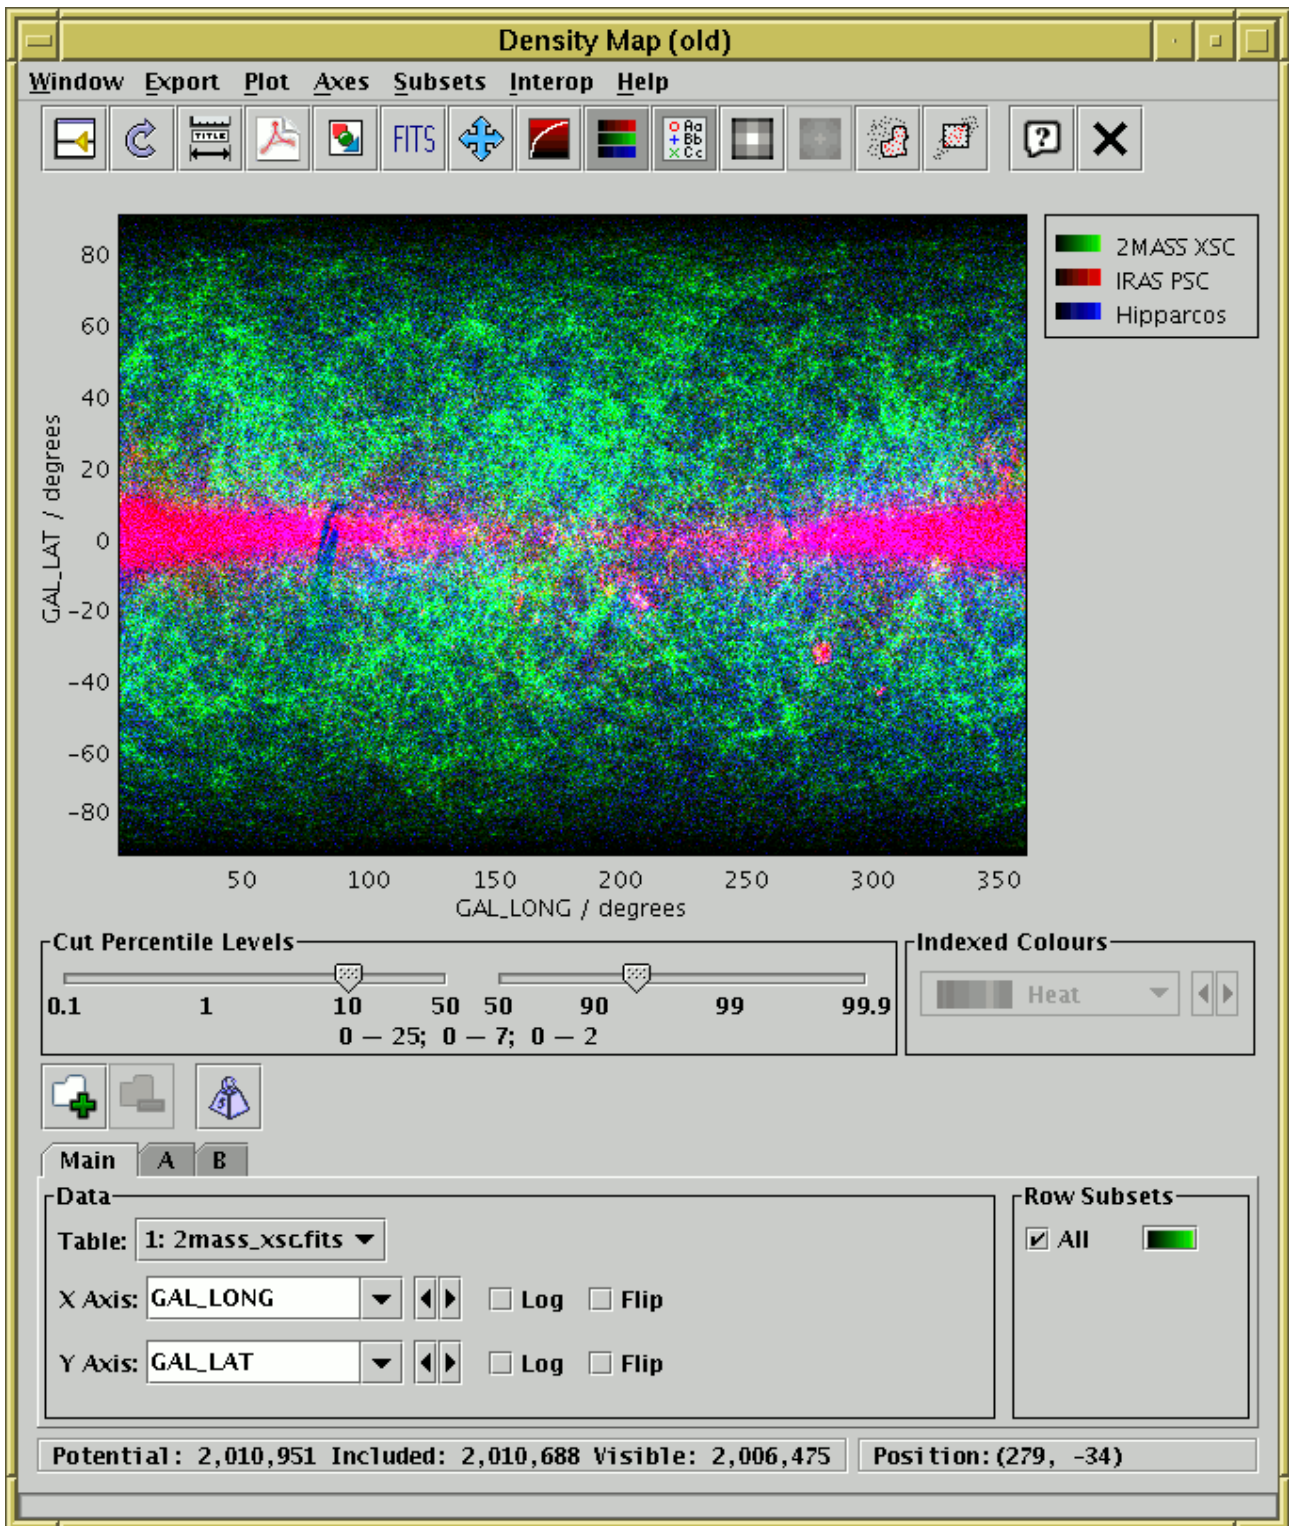 Density Map (old)
Window Export Plot Axes Subsets Interop Help
TITLE FITS Aa Bb Cc ?
2MASS XSC
IRAS PSC
Hipparcos
80
60
40
20
0
-20
-40
-60
-80
GAL_LAT / degrees
50 100 150 200 250 300 350
GAL_LONG / degrees
Cut Percentile Levels
0.1 1 10 50 50 90 99 99.9
0 — 25; 0 — 7; 0 — 2
Indexed Colours
Heat
Main A B
Data
Table: 1: 2mass_xsc.fits
X Axis: GAL_LONG Log Flip
Y Axis: GAL_LAT Log Flip
Row Subsets
All
Potential: 2,010,951 Included: 2,010,688 Visible: 2,006,475
Position:(279, -34)